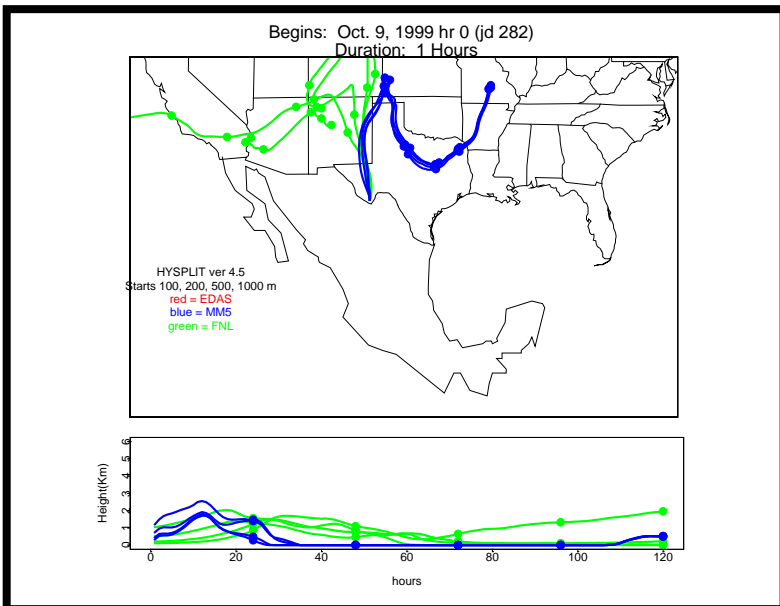 Begins: Oct. 9, 1999 hr 0 (jd 282)
Duration: 1 Hours
HYSPLIT ver 4.5
Starts 100, 200, 500, 1000 m
red = EDAS
blue = MM5
green = FNL
Height(Km)
6
5
4
3
2
1
0
0 20 40 60 80 100 120
hours